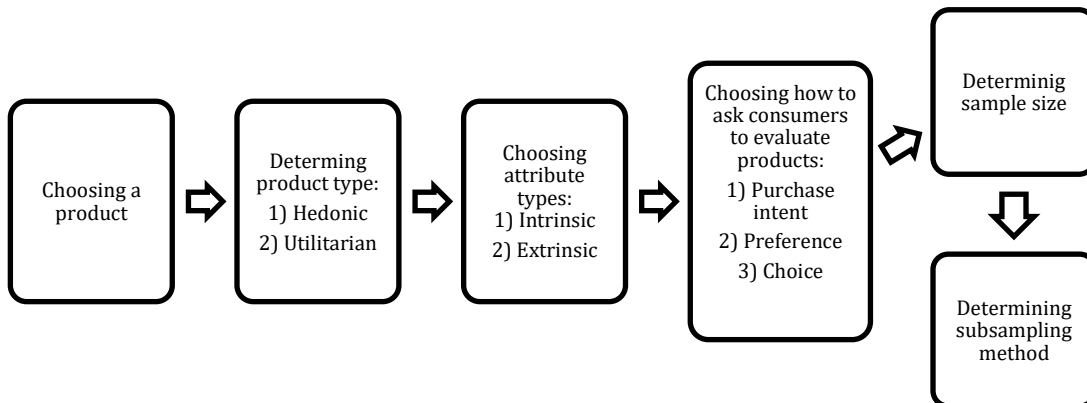 Choosing a
product
Determing
product type:
1) Hedonic
2) Utilitarian
Choosing
attribute
types:
1) Intrinsic
2) Extrinsic
Choosing how to
ask consumers
to evaluate
products:
1) Purchase
intent
2) Preference
3) Choice
Determinig
sample size
Determining
subsampling
method